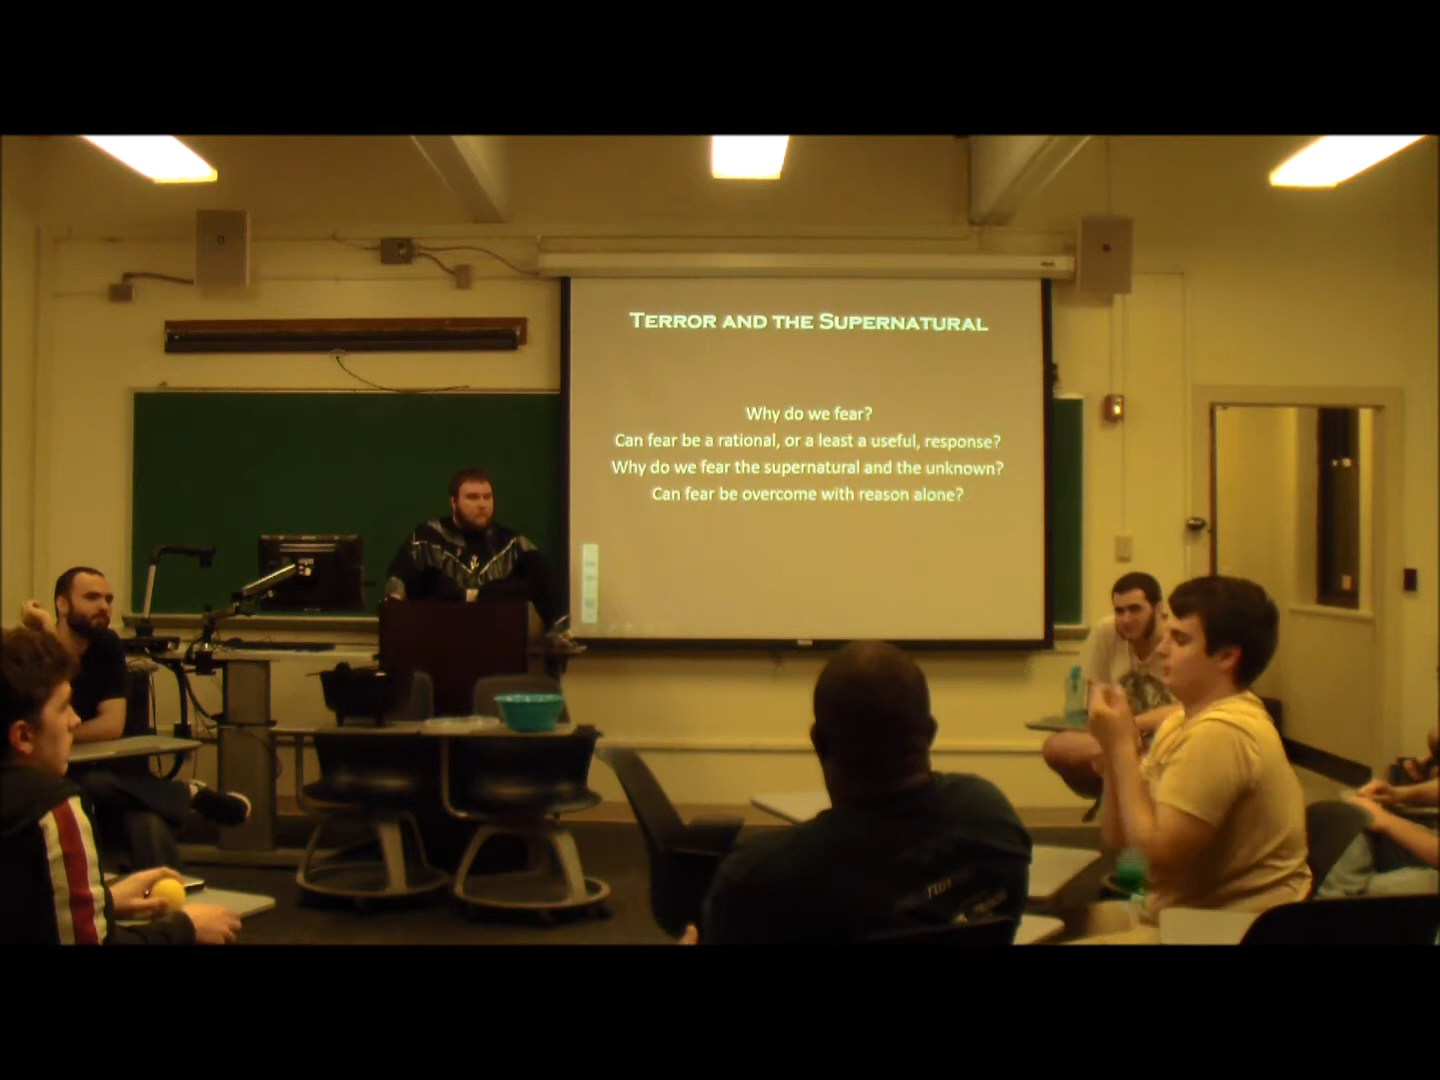 Terror and the Supernatural
Why do we fear?
Can fear be a rational, or a least a useful, response?
Why do we fear the supernatural and the unknown?
Can fear be overcome with reason alone?